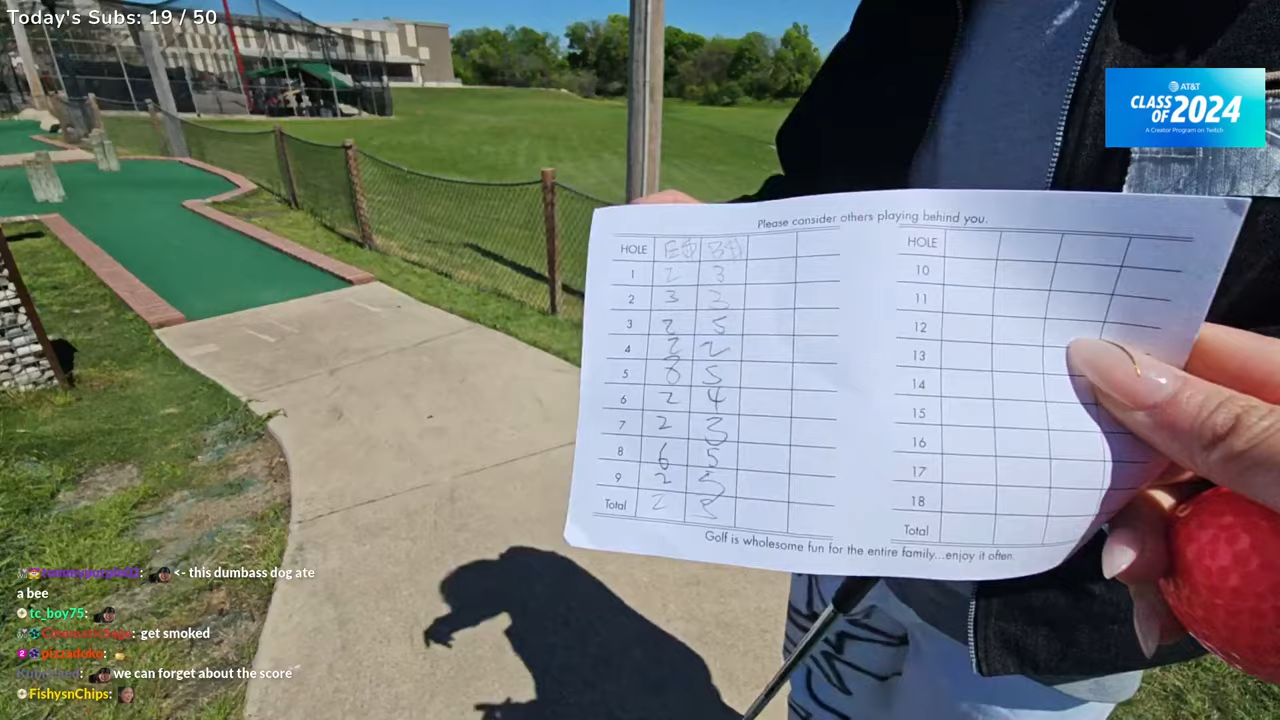 Today's Subs: 19 / 50
AT&T
CLASS OF 2024
A Creator Program on Twitch
Please consider others playing behind you.
HOLE E$ B$
1 2 3
2 3 3
3 2 5
4 2 2
5 5
6 2 4
7 2 3
8 6 5
9 2 5
Total 2
HOLE
10
11
12
13
14
15
16
17
18
Total
Golf is wholesome fun for the entire family...enjoy it often.
: <- this dumbass dog ate
a bee
tc_boy75:
: get smoked
pizzadoko:
we can forget about the score
FishysnChips: